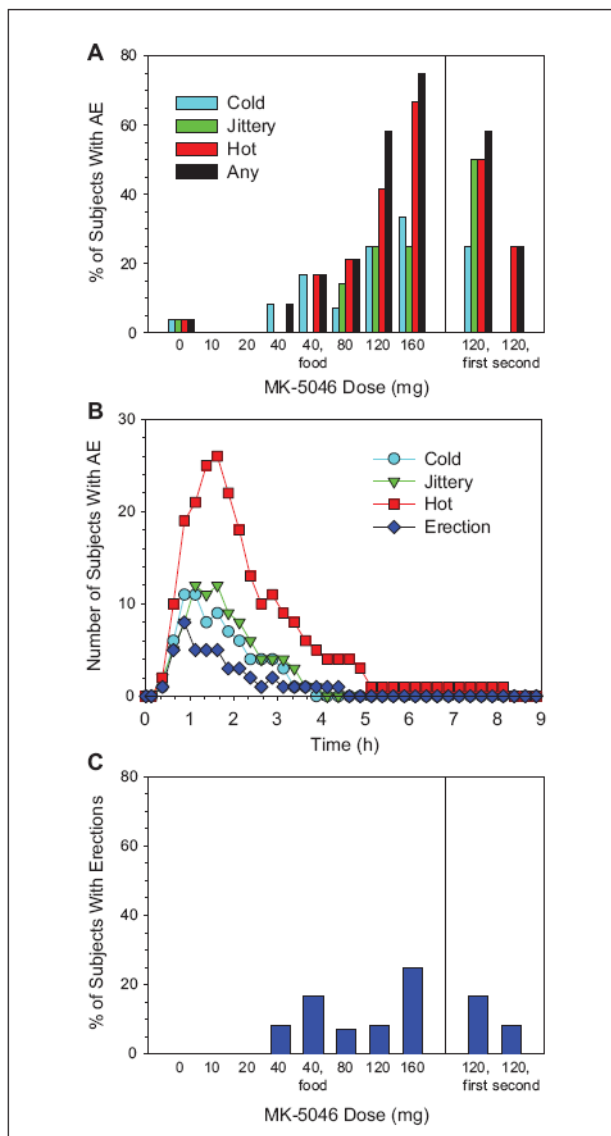 A
80
60
40
20
0
% of Subjects With AE
Cold
Jittery
Hot
Any
0 10 20 40 40, 80 120 160 120, 120,
food first second
MK-5046 Dose (mg)
B
30
20
10
0
Number of Subjects With AE
Cold
Jittery
Hot
Erection
0 1 2 3 4 5 6 7 8 9
Time (h)
C
80
60
40
20
0
% of Subjects With Erections
0 10 20 40 40, 80 120 160 120, 120,
food first second
MK-5046 Dose (mg)